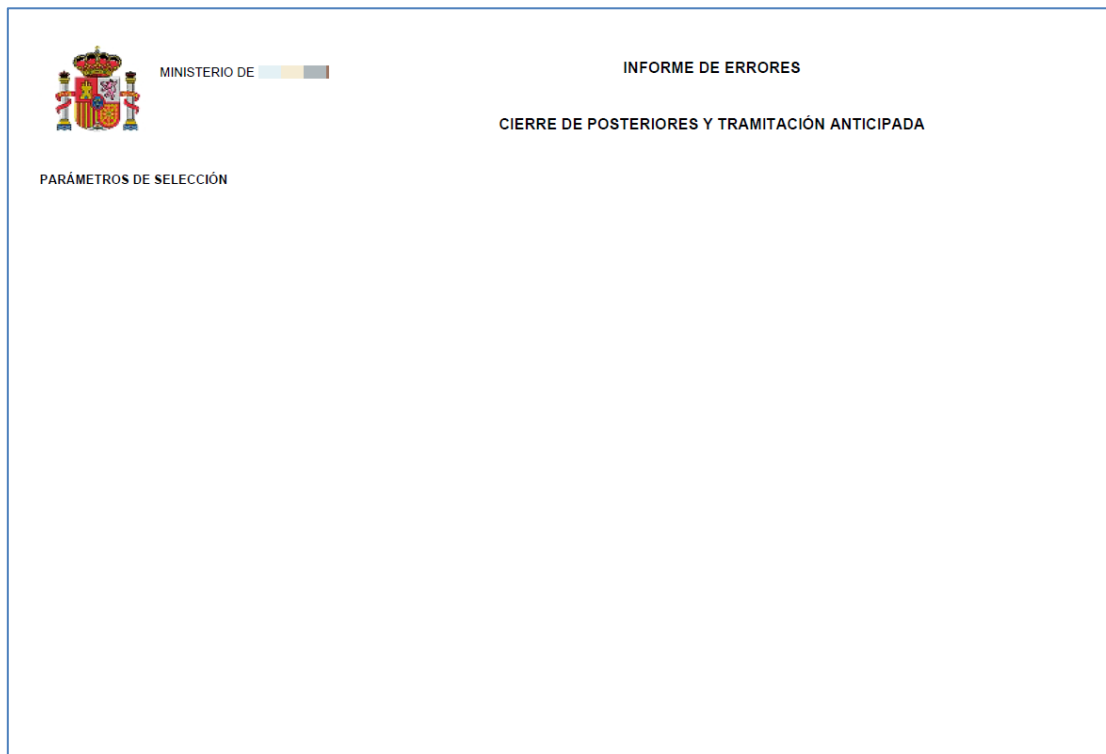 MINISTERIO DE
INFORME DE ERRORES
CIERRE DE POSTERIORES Y TRAMITACIÓN ANTICIPADA
PARÁMETROS DE SELECCIÓN